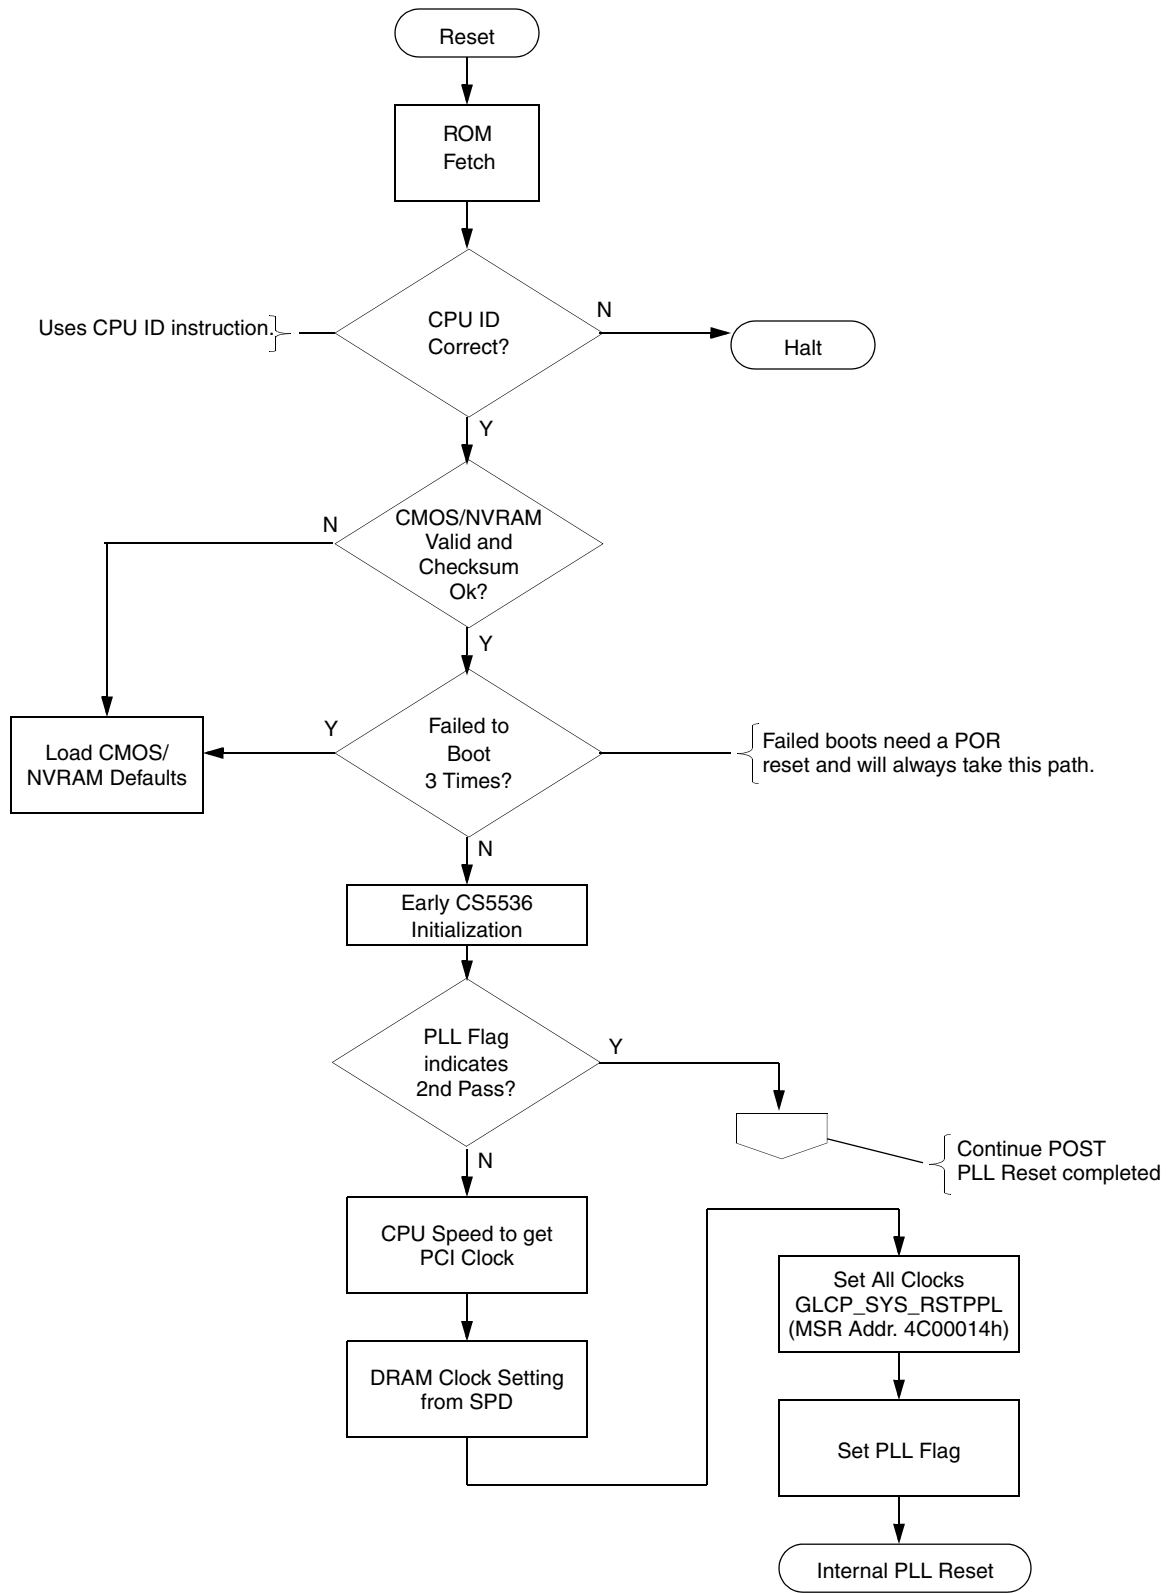 Reset
ROM
Fetch
Uses CPU ID instruction.
CPU ID
Correct?
N
Halt
Y
N
CMOS/NVRAM
Valid and
Checksum
Ok?
Y
Load CMOS/
NVRAM Defaults
Y
Failed to
Boot
3 Times?
Failed boots need a POR
reset and will always take this path.
N
Early CS5536
Initialization
PLL Flag
indicates
2nd Pass?
Y
Continue POST
PLL Reset completed
N
CPU Speed to get
PCI Clock
DRAM Clock Setting
from SPD
Set All Clocks
GLCP_SYS_RSTPPL
(MSR Addr. 4C00014h)
Set PLL Flag
Internal PLL Reset